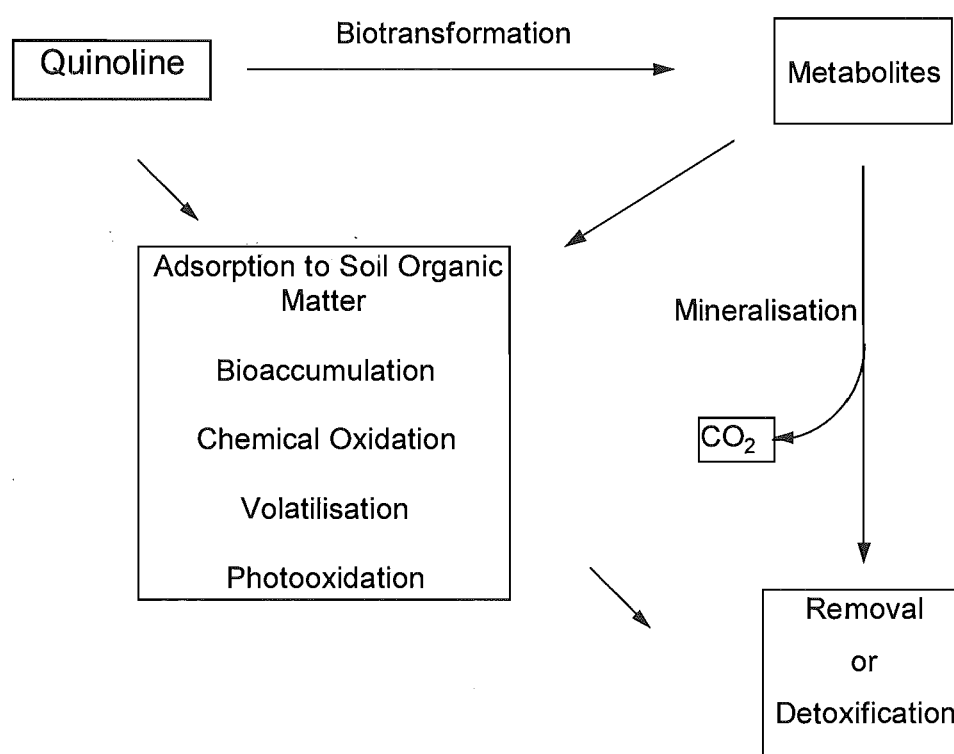 Biotransformation
Quinoline
Metabolites
Adsorption to Soil Organic
Matter
Bioaccumulation
Chemical Oxidation
Volatilisation
Photooxidation
Mineralisation
CO₂
Removal
or
Detoxification